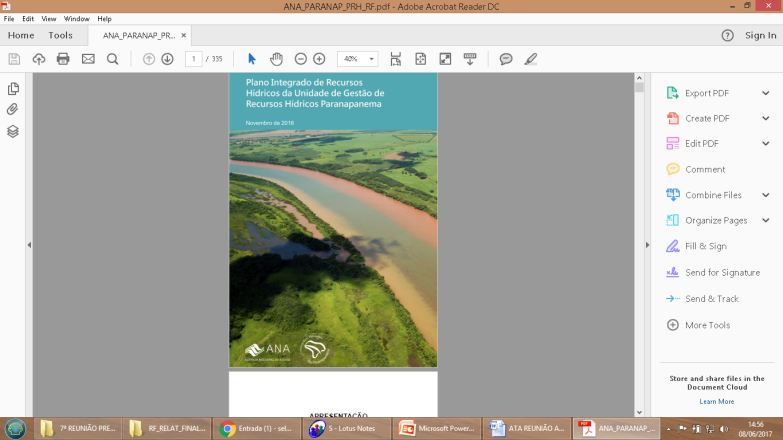 ANA_PARANAP_PRH_RF.pdf - Adobe Acrobat Reader DC
File Edit View Window Help
Home Tools ANA_PARANAP_PR... × Sign In
1 / 335 40%
Plano Integrado de Recursos
Hídricos da Unidade de Gestão de
Recursos Hídricos Paranapanema
Novembro de 2016
ANA
APRESENTAÇÃO
Export PDF
Create PDF
Edit PDF
Comment
Combine Files
Organize Pages
Fill & Sign
Send for Signature
Send & Track
More Tools
Store and share files in the
Document Cloud
Learn More
7ª REUNIÃO PRE...
RF_RELAT_FINAL...
Entrada (1) - sel...
S - Lotus Notes
Microsoft Power...
ATA REUNIÃO A...
ANA_PARANAP_...
14:56
08/06/2017